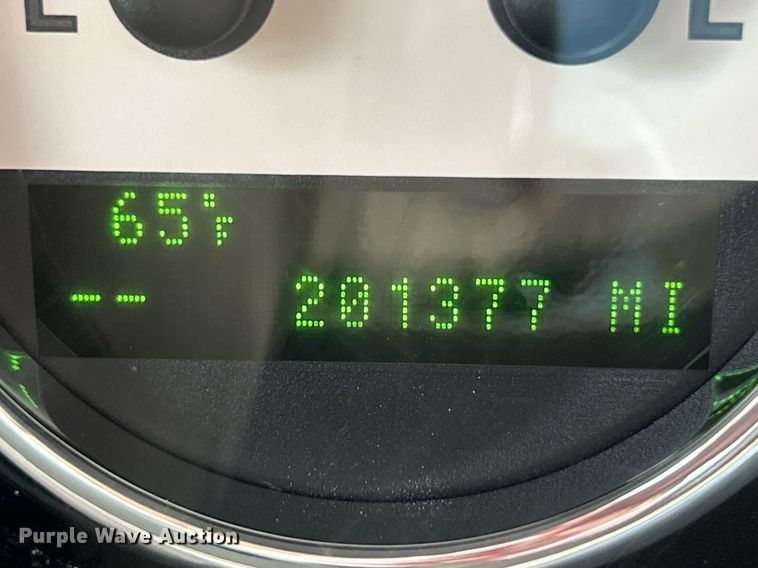 E E
65°F
-- 201377 MI
Purple Wave Auction